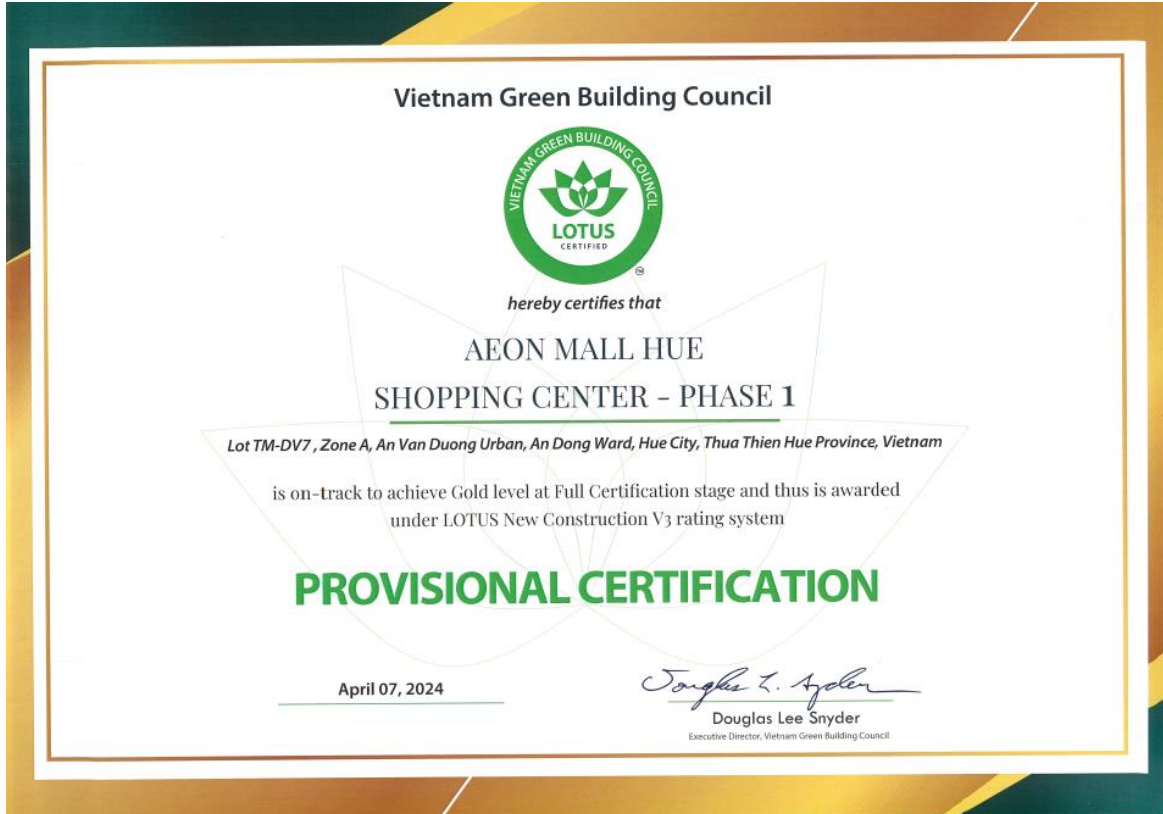 Vietnam Green Building Council
VIETNAM GREEN BUILDING COUNCIL
LOTUS
CERTIFIED
TM
hereby certifies that
AEON MALL HUE
SHOPPING CENTER - PHASE 1
Lot TM-DV7 , Zone A, An Van Duong Urban, An Dong Ward, Hue City, Thua Thien Hue Province, Vietnam
is on-track to achieve Gold level at Full Certification stage and thus is awarded
under LOTUS New Construction V3 rating system
PROVISIONAL CERTIFICATION
April 07, 2024
Douglas L. Snyder
Douglas Lee Snyder
Executive Director, Vietnam Green Building Council